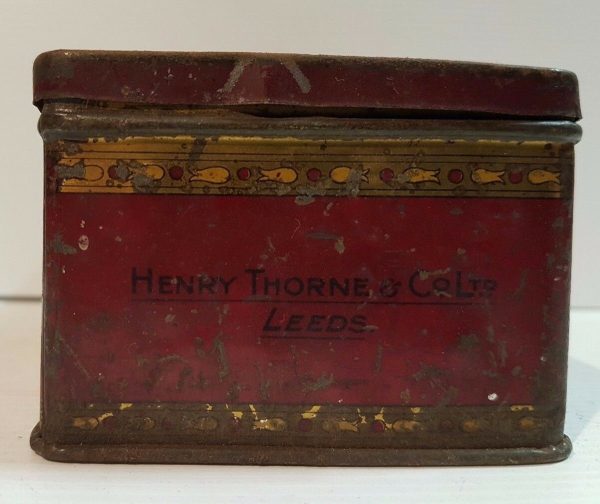 HENRY THORNE & CO LTD
LEEDS